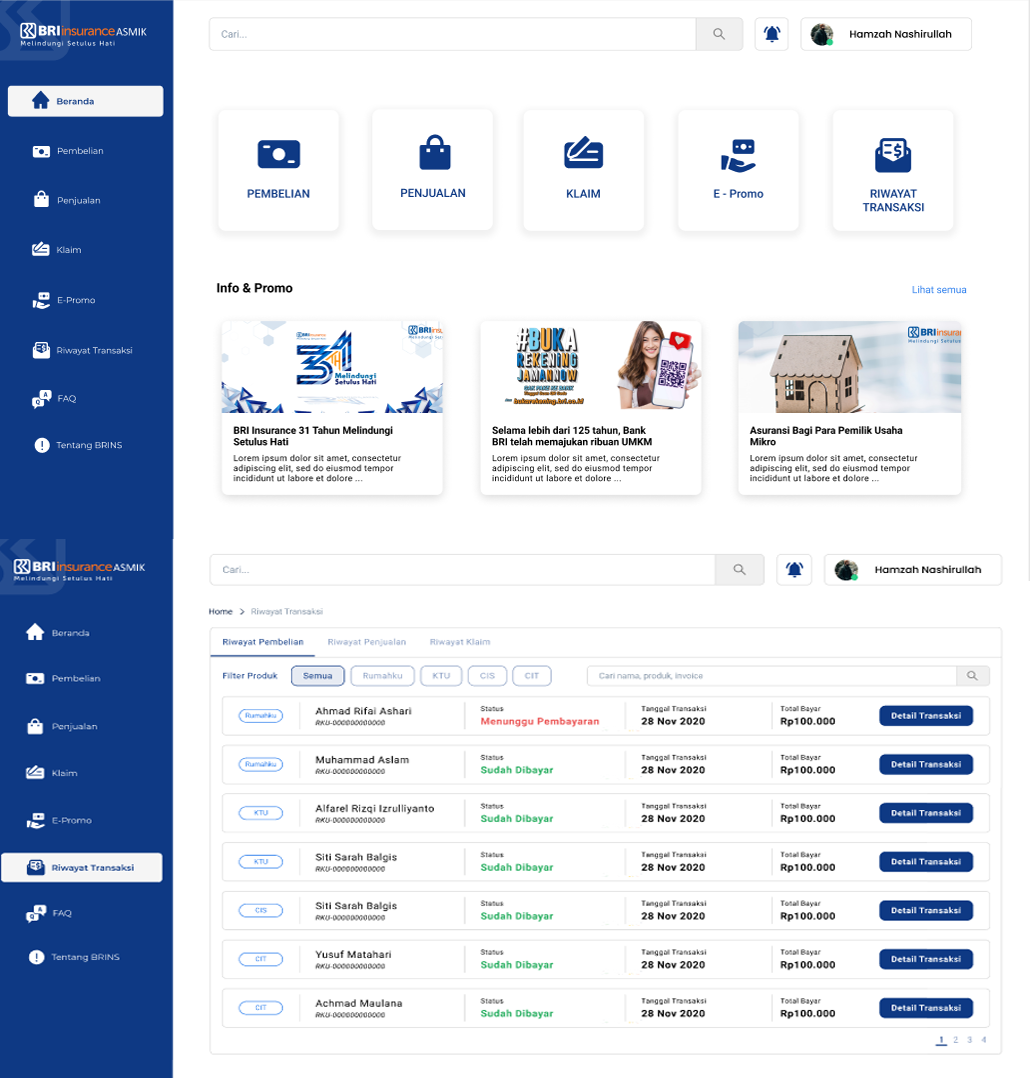 BRI insurance ASMIK
Melindungi Setulus Hati
Cari...
Hamzah Nashirullah
Beranda
Pembelian
Penjualan
Klaim
E-Promo
Riwayat Transaksi
FAQ
Tentang BRINS
PEMBELIAN
PENJUALAN
KLAIM
E - Promo
RIWAYAT
TRANSAKSI
Info & Promo
Lihat semua
BRI insurance
31 TH
Melindungi
Setulus Hati
BRI insura
Melindungi Set
BRI Insurance 31 Tahun Melindungi
Setulus Hati
Lorem ipsum dolor sit amet, consectetur
adipiscing elit, sed do eiusmod tempor
incididunt ut labore et dolore ...
#BUKA
REKENING
JAMANNOW
bukarekening.bri.co.id
Selama lebih dari 125 tahun, Bank
BRI telah memajukan ribuan UMKM
Lorem ipsum dolor sit amet, consectetur
adipiscing elit, sed do eiusmod tempor
incididunt ut labore et dolore ...
BRI insura
Melindungi Setulus
Asuransi Bagi Para Pemilik Usaha
Mikro
Lorem ipsum dolor sit amet, consectetur
adipiscing elit, sed do eiusmod tempor
incididunt ut labore et dolore ...
BRI insurance ASMIK
Melindungi Setulus Hati
Cari...
Hamzah Nashirullah
Beranda
Pembelian
Penjualan
Klaim
E-Promo
Riwayat Transaksi
FAQ
Tentang BRINS
Home > Riwayat Transaksi
Riwayat Pembelian Riwayat Penjualan Riwayat Klaim
Filter Produk Semua Rumahku KTU CIS CIT Cari nama, produk, invoice
Rumahku Ahmad Rifai Ashari Status Tanggal Transaksi Total Bayar Detail Transaksi
RKU-000000000000 Menunggu Pembayaran 28 Nov 2020 Rp100.000
Rumahku Muhammad Aslam Status Tanggal Transaksi Total Bayar Detail Transaksi
RKU-000000000000 Sudah Dibayar 28 Nov 2020 Rp100.000
KTU Alfarel Rizqi Izrulliyanto Status Tanggal Transaksi Total Bayar Detail Transaksi
RKU-000000000000 Sudah Dibayar 28 Nov 2020 Rp100.000
KTU Siti Sarah Balgis Status Tanggal Transaksi Total Bayar Detail Transaksi
RKU-000000000000 Sudah Dibayar 28 Nov 2020 Rp100.000
CIS Siti Sarah Balgis Status Tanggal Transaksi Total Bayar Detail Transaksi
RKU-000000000000 Sudah Dibayar 28 Nov 2020 Rp100.000
CIT Yusuf Matahari Status Tanggal Transaksi Total Bayar Detail Transaksi
RKU-000000000000 Sudah Dibayar 28 Nov 2020 Rp100.000
CIT Achmad Maulana Status Tanggal Transaksi Total Bayar Detail Transaksi
RKU-000000000000 Sudah Dibayar 28 Nov 2020 Rp100.000
1 2 3 4